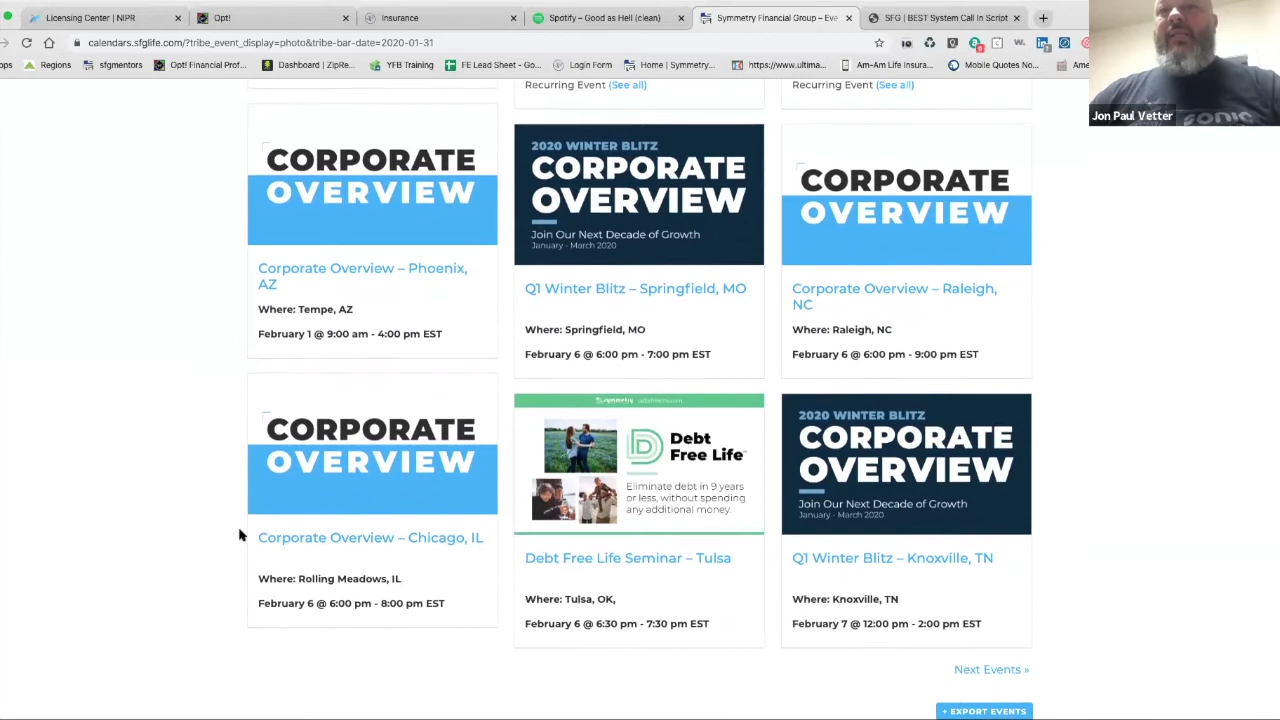 Licensing Center | NIPR
Opt!
Insurance
Spotify – Good as Hell (clean)
Symmetry Financial Group – Eve
SFG | BEST System Call in Script
calendars.sfglife.com/?tribe_event_display=photo&tribe-bar-date=2020-01-31
Regions
sfgmentors
Opt! Financial Prof...
Dashboard | ZipRe...
YFB Training
FE Lead Sheet - Go...
Login Form
Home | Symmetry...
https://www.ultima...
Am-Am Life Insura...
Mobile Quotes No...
Ame
Jon Paul Vetter
Recurring Event (See all)
Recurring Event (See all)
CORPORATE
OVERVIEW
Corporate Overview – Phoenix,
AZ
Where: Tempe, AZ
February 1 @ 9:00 am - 4:00 pm EST
2020 WINTER BLITZ
CORPORATE
OVERVIEW
Join Our Next Decade of Growth
January - March 2020
Q1 Winter Blitz – Springfield, MO
Where: Springfield, MO
February 6 @ 6:00 pm - 7:00 pm EST
CORPORATE
OVERVIEW
Corporate Overview – Raleigh,
NC
Where: Raleigh, NC
February 6 @ 6:00 pm - 9:00 pm EST
CORPORATE
OVERVIEW
Corporate Overview – Chicago, IL
Where: Rolling Meadows, IL
February 6 @ 6:00 pm - 8:00 pm EST
symmetry
Debt
Free Life
Eliminate debt in 9 years
or less, without spending
any additional money.
Debt Free Life Seminar – Tulsa
Where: Tulsa, OK,
February 6 @ 6:30 pm - 7:30 pm EST
2020 WINTER BLITZ
CORPORATE
OVERVIEW
Join Our Next Decade of Growth
January - March 2020
Q1 Winter Blitz – Knoxville, TN
Where: Knoxville, TN
February 7 @ 12:00 pm - 2:00 pm EST
Next Events »
+ EXPORT EVENTS